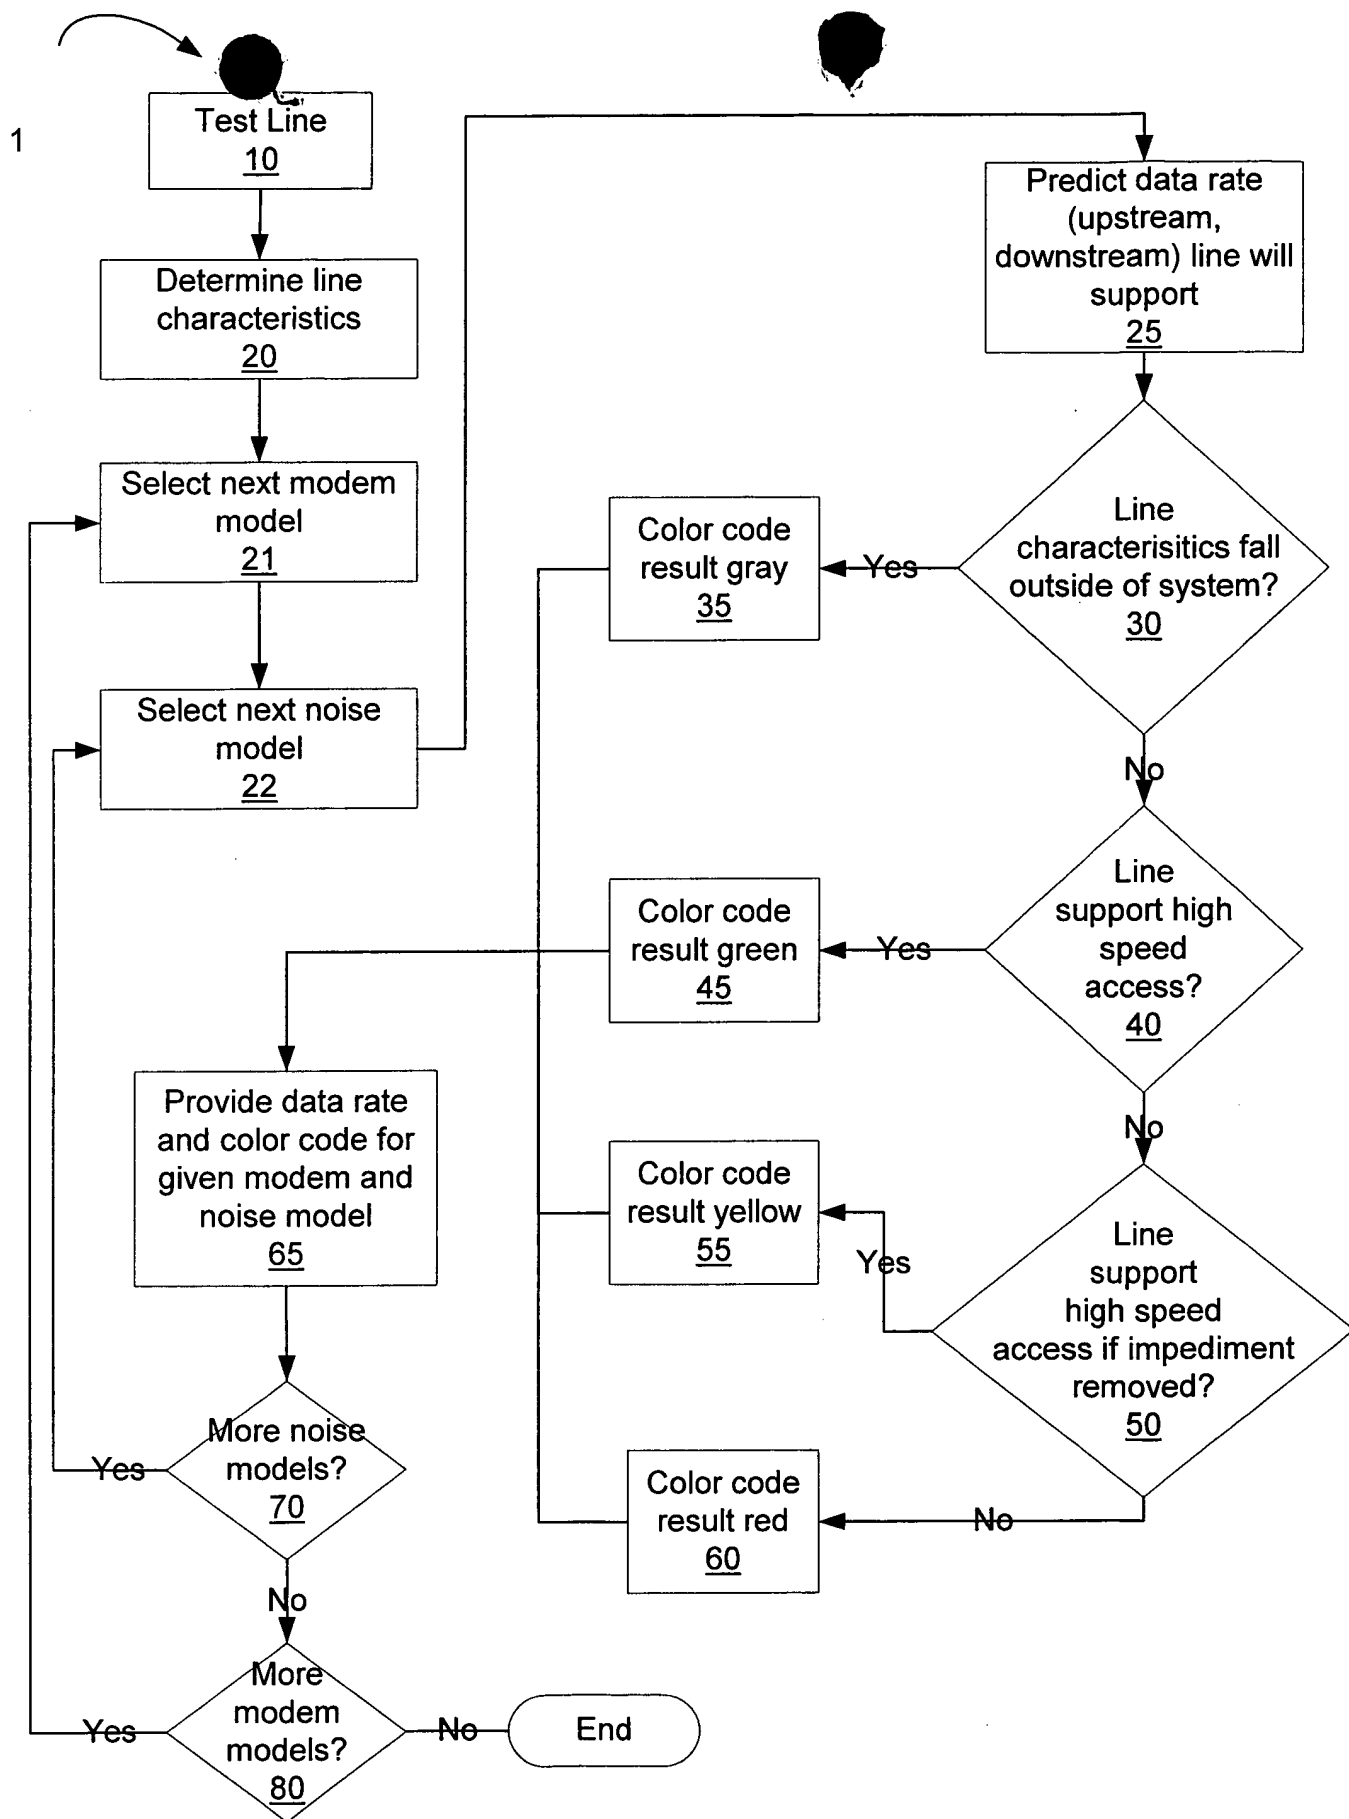 1
Test Line
10
Determine line
characteristics
20
Select next modem
model
21
Select next noise
model
22
Predict data rate
(upstream,
downstream) line will
support
25
Line
characterisitics fall
outside of system?
30
Yes
Color code
result gray
35
No
Line
support high
speed
access?
40
Yes
Color code
result green
45
No
Line
support
high speed
access if impediment
removed?
50
Yes
Color code
result yellow
55
No
Color code
result red
60
Provide data rate
and color code for
given modem and
noise model
65
More noise
models?
70
Yes
No
More
modem
models?
80
Yes
No
End